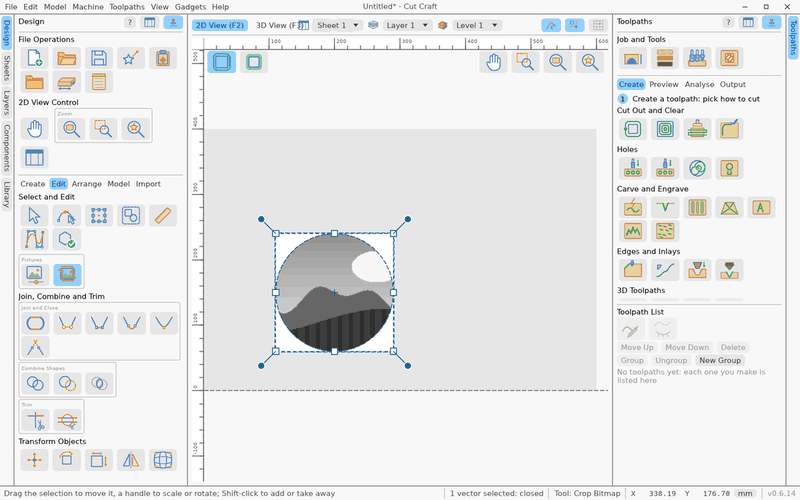 Untitled* - Cut Craft
File Edit Model Machine Toolpaths View Gadgets Help
Design ?
File Operations
2D View Control
Zoom
Create Edit Arrange Model Import
Select and Edit
Pictures
Join, Combine and Trim
Join and Close
Combine Shapes
Trim
Transform Objects
Design
Sheets
Layers
Components
Library
2D View (F2) 3D View (F3) Sheet 1 Layer 1 Level 1
100 200 300 400 500 600
500
400
300
200
100
0
-100
Toolpaths ?
Job and Tools
Create Preview Analyse Output
1 Create a toolpath: pick how to cut
Cut Out and Clear
Holes
Carve and Engrave
A
Edges and Inlays
3D Toolpaths
Toolpath List
Move Up Move Down Delete
Group Ungroup New Group
No toolpaths yet: each one you make is
listed here
Toolpaths
Drag the selection to move it, a handle to scale or rotate; Shift-click to add or take away
1 vector selected: closed Tool: Crop Bitmap X 338.19 Y 176.70 mm v0.6.14